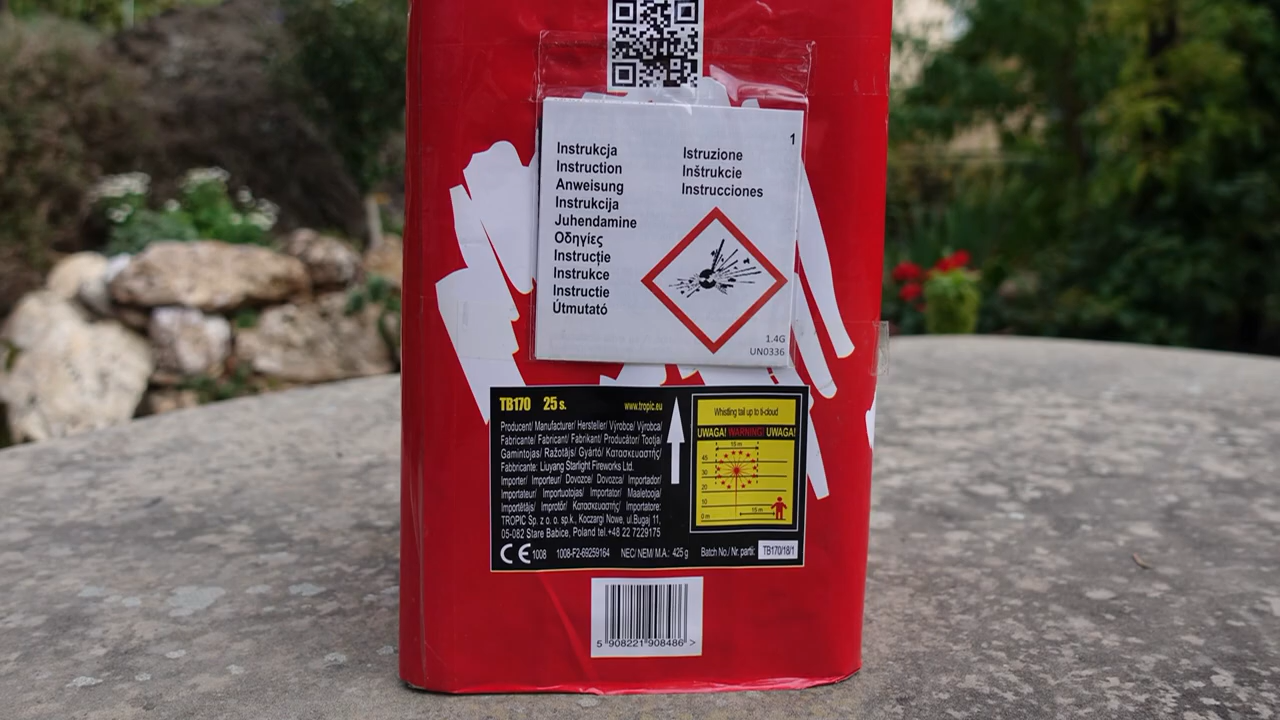 1
Instrukcja
Instruction
Anweisung
Instrukcija
Juhendamine
Οδηγίες
Instrucție
Instrukce
Instructie
Útmutató
Istruzione
Inštrukcie
Instrucciones
1.4G
UN0336
TB170 25 s. www.tropic.eu
Producent/ Manufacturer/ Hersteller/ Výrobce/ Výrobca/
Fabricante/ Fabricant/ Fabrikant/ Producător/ Tootja/
Gamintojas/ Ražotājs/ Gyártó/ Κατασκευαστής/
Fabbricante: Liuyang Starlight Fireworks Ltd.
Importer/ Importeur/ Dovozce/ Dovozca/ Importador/
Importateur/ Importuotojas/ Importator/ Maaletooja/
Importētājs/ Importőr/ Κατασκευαστής/ Importatore:
TROPIC Sp. z o. o. sp.k., Koczargi Nowe, ul.Bugaj 11,
05-082 Stare Babice, Poland tel.+48 22 7229175
CE 1008 1008-F2-69259164 NEC/ NEM/ M.A.: 425 g Batch No./ Nr. partii: TB170/18/1
Whistling tail up to ti-cloud
UWAGA! WARNING! UWAGA!
15 m
45
30
20
10
0 m
15 m
5 908221 908486 >